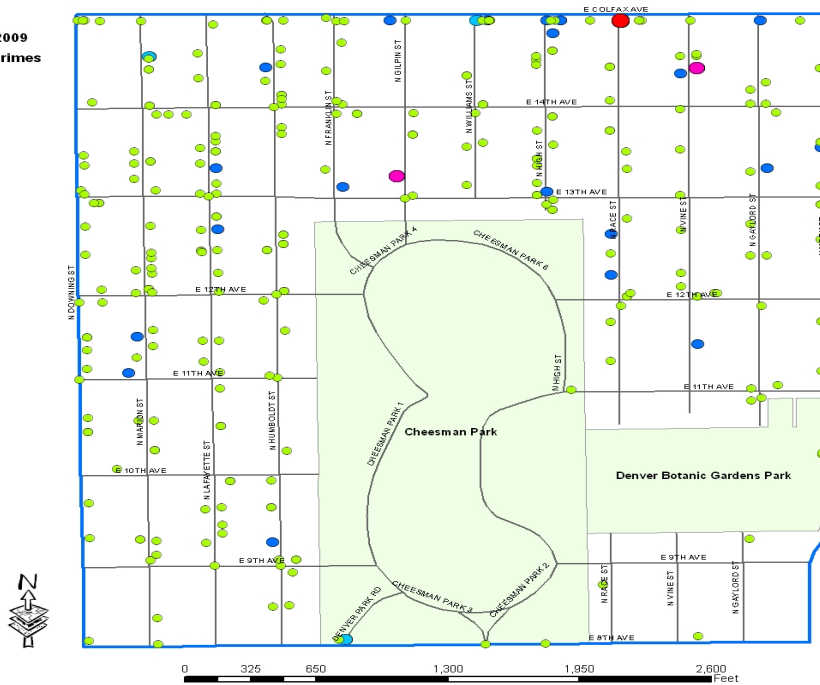 2009
rimes
E COLFAX AVE
N GILPIN ST
N WILLIAMS ST
N FRANKLIN ST
E 14TH AVE
N HIGH ST
E 13TH AVE
N RACE ST
N VINE ST
N GAYLORD ST
CHEESMAN PARK 4
CHEESMAN PARK 6
N DOWNING ST
E 12TH AVE
E 12TH AVE
N HIGH ST
E 11TH AVE
E 11TH AVE
N MARION ST
N HUMBOLDT ST
CHEESMAN PARK 1
Cheesman Park
N LAFAYETTE ST
E 10TH AVE
Denver Botanic Gardens Park
E 9TH AVE
E 9TH AVE
N RACE ST
N VINE ST
N GAYLORD ST
DENVER PARK RD
CHEESMAN PARK 3
CHEESMAN PARK 2
E 8TH AVE
N
0 325 650 1,300 1,950 2,600
Feet